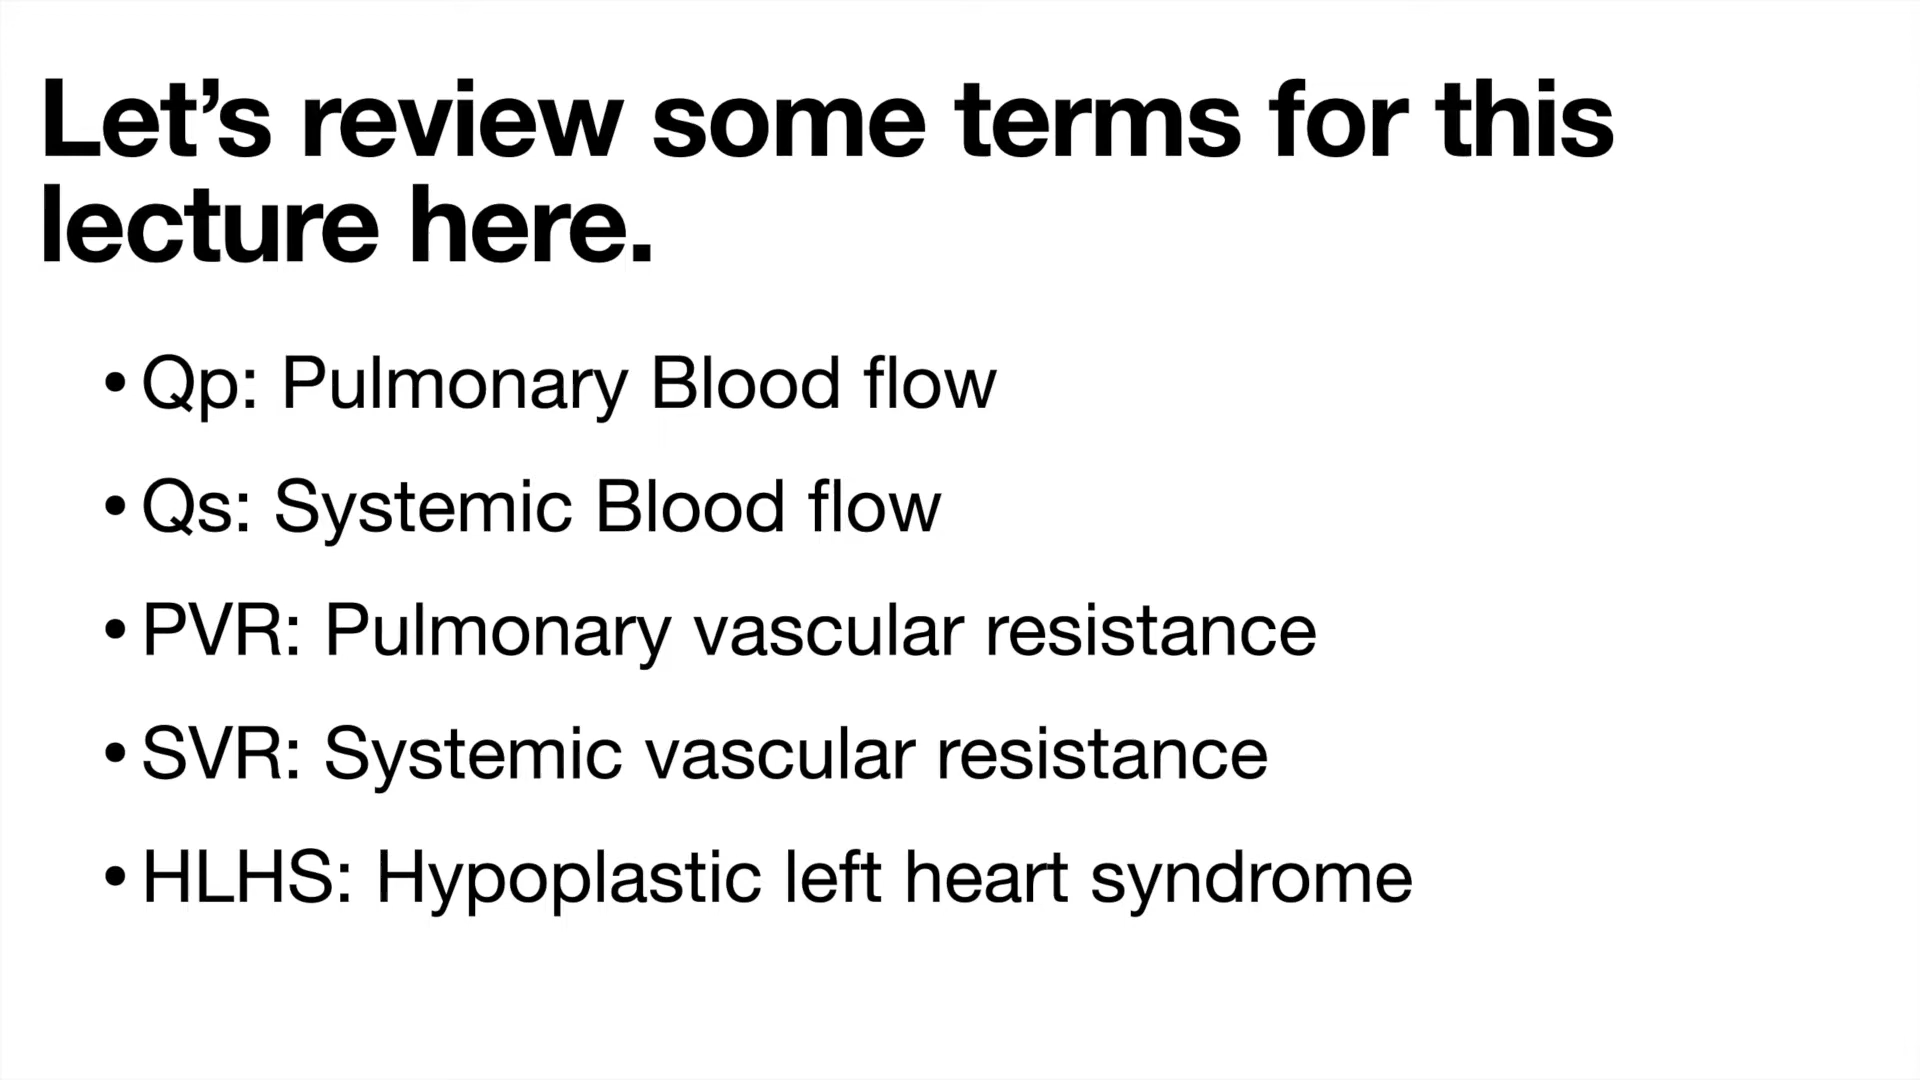 Let’s review some terms for this
lecture here.
• Qp: Pulmonary Blood flow
• Qs: Systemic Blood flow
• PVR: Pulmonary vascular resistance
• SVR: Systemic vascular resistance
• HLHS: Hypoplastic left heart syndrome